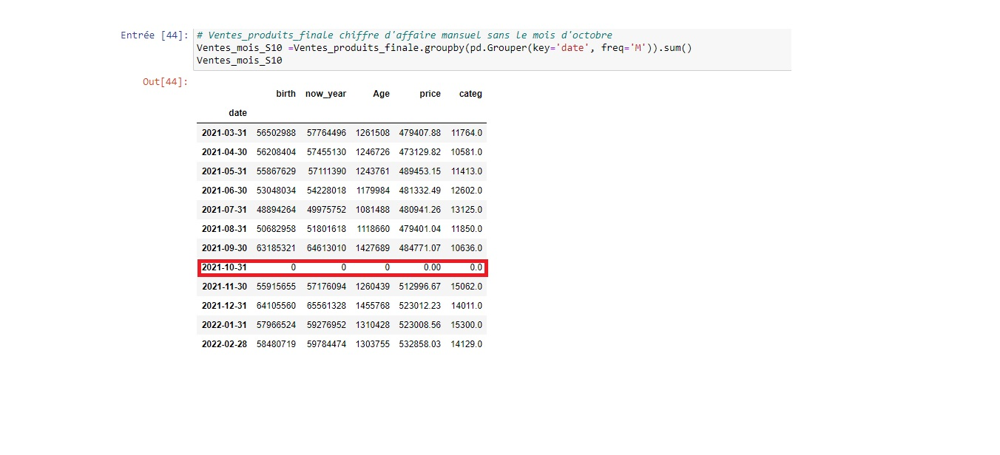 Entrée [44]: # Ventes_produits_finale chiffre d'affaire mansuel sans le mois d'octobre
Ventes_mois_S10 =Ventes_produits_finale.groupby(pd.Grouper(key='date', freq='M')).sum()
Ventes_mois_S10
Out[44]:
birth now_year Age price categ
date
2021-03-31 56502988 57764496 1261508 479407.88 11764.0
2021-04-30 56208404 57455130 1246726 473129.82 10581.0
2021-05-31 55867629 57111390 1243761 489453.15 11413.0
2021-06-30 53048034 54228018 1179984 481332.49 12602.0
2021-07-31 48894264 49975752 1081488 480941.26 13125.0
2021-08-31 50682958 51801618 1118660 479401.04 11850.0
2021-09-30 63185321 64613010 1427689 484771.07 10636.0
2021-10-31 0 0 0 0.00 0.0
2021-11-30 55915655 57176094 1260439 512996.67 15062.0
2021-12-31 64105560 65561328 1455768 523012.23 14011.0
2022-01-31 57966524 59276952 1310428 523008.56 15300.0
2022-02-28 58480719 59784474 1303755 532858.03 14129.0